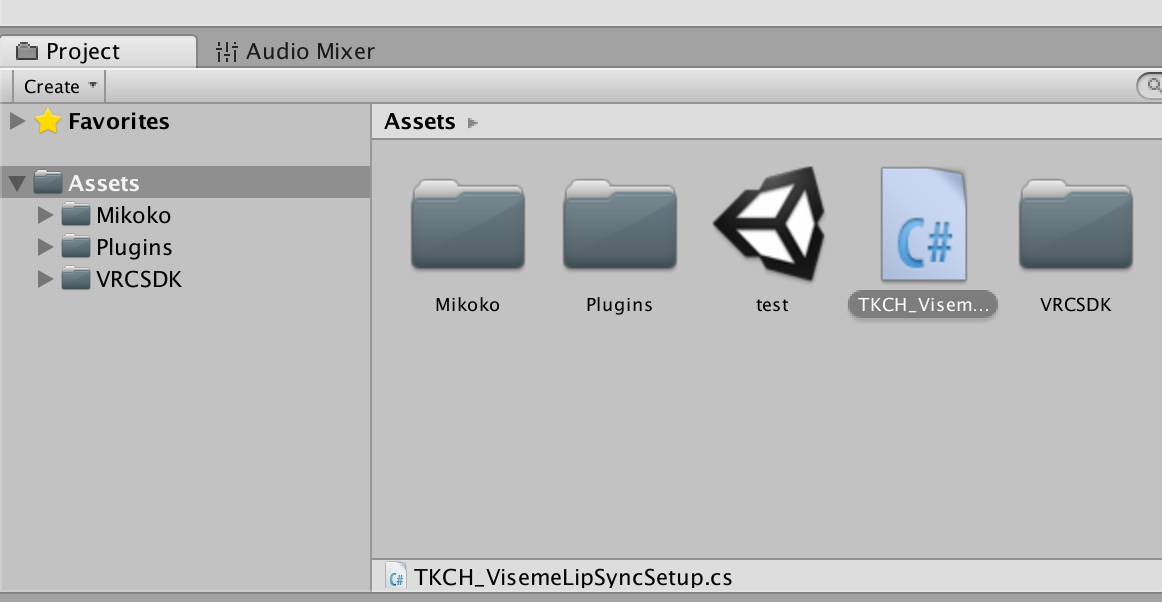 Project
Audio Mixer
Create
Favorites
Assets
Assets
Mikoko
Plugins
VRCSDK
C#
Mikoko
Plugins
test
TKCH_Visem...
VRCSDK
C#
TKCH_VisemeLipSyncSetup.cs